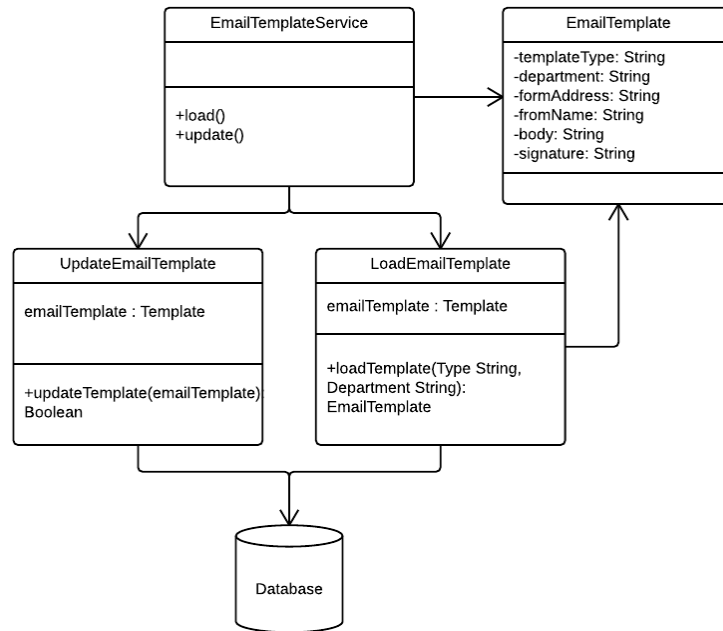 EmailTemplateService
+load()
+update()
EmailTemplate
-templateType: String
-department: String
-formAddress: String
-fromName: String
-body: String
-signature: String
UpdateEmailTemplate
emailTemplate : Template
+updateTemplate(emailTemplate):
Boolean
LoadEmailTemplate
emailTemplate : Template
+loadTemplate(Type String,
Department String):
EmailTemplate
Database